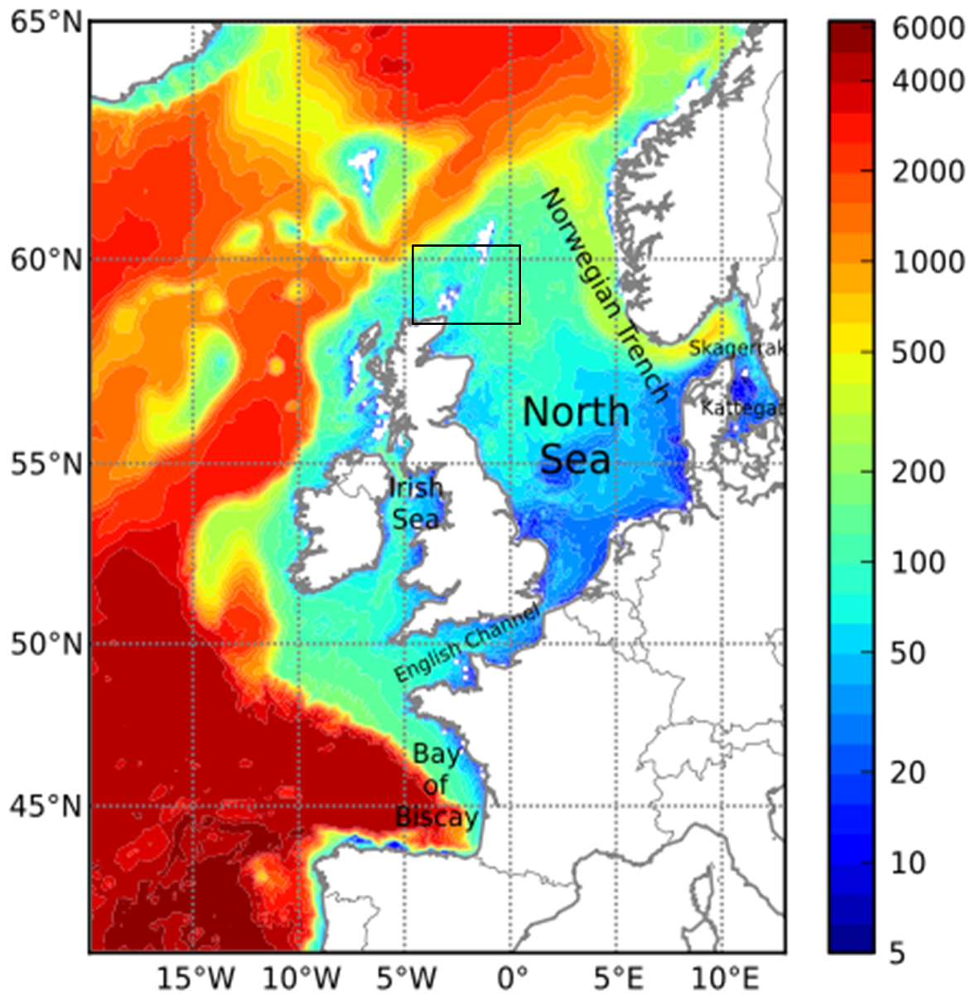 65°N
60°N
55°N
50°N
45°N
15°W 10°W 5°W 0° 5°E 10°E
Norwegian Trench
Skagerrak
Kattegat
North
Sea
Irish
Sea
English Channel
Bay
of
Biscay
6000
4000
2000
1000
500
200
100
50
20
10
5